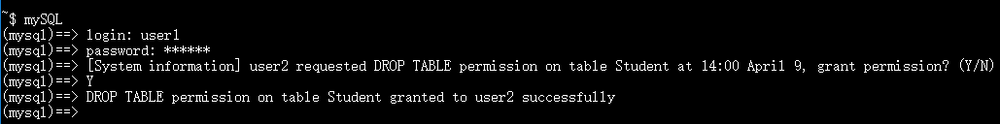 ~$ mySQL
(mysql)==> login: user1
(mysql)==> password: ******
(mysql)==> [System information] user2 requested DROP TABLE permission on table Student at 14:00 April 9, grant permission? (Y/N)
(mysql)==> Y
(mysql)==> DROP TABLE permission on table Student granted to user2 successfully
(mysql)==>